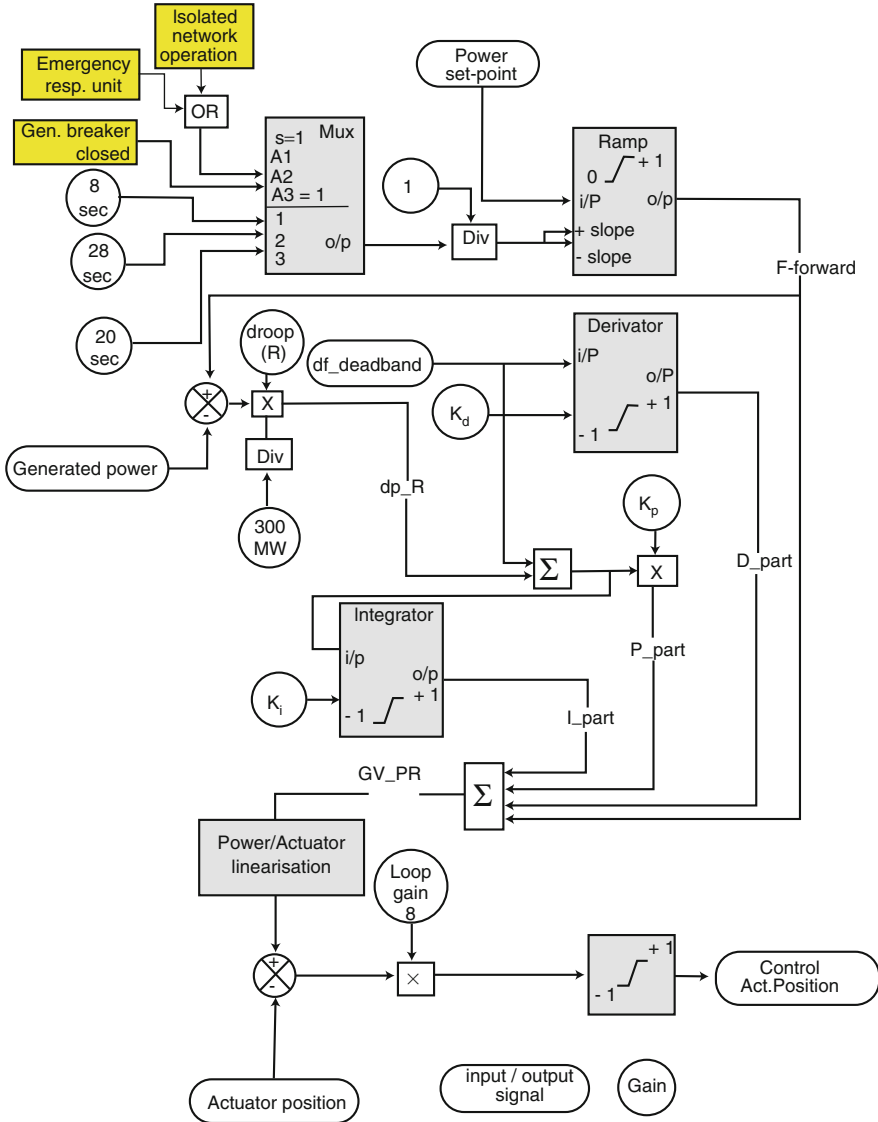 Isolated
network
operation
Emergency
resp. unit
OR
Gen. breaker
closed
8
sec
28
sec
20
sec
s=1 Mux
A1
A2
A3 = 1
1
2
3
o/p
Power
set-point
1
Div
Ramp
0 + 1
i/P o/p
+ slope
- slope
F-forward
droop
(R)
df_deadband
Derivator
i/P
o/P
+ 1
- 1
K_d
+
-
X
Div
Generated power
300
MW
dp_R
K_p
Σ
X
D_part
P_part
Integrator
i/p
o/p
+ 1
- 1
K_i
I_part
GV_PR
Σ
Power/Actuator
linearisation
Loop
gain
8
+
-
×
+ 1
- 1
Control
Act.Position
Actuator position
input / output
signal
Gain